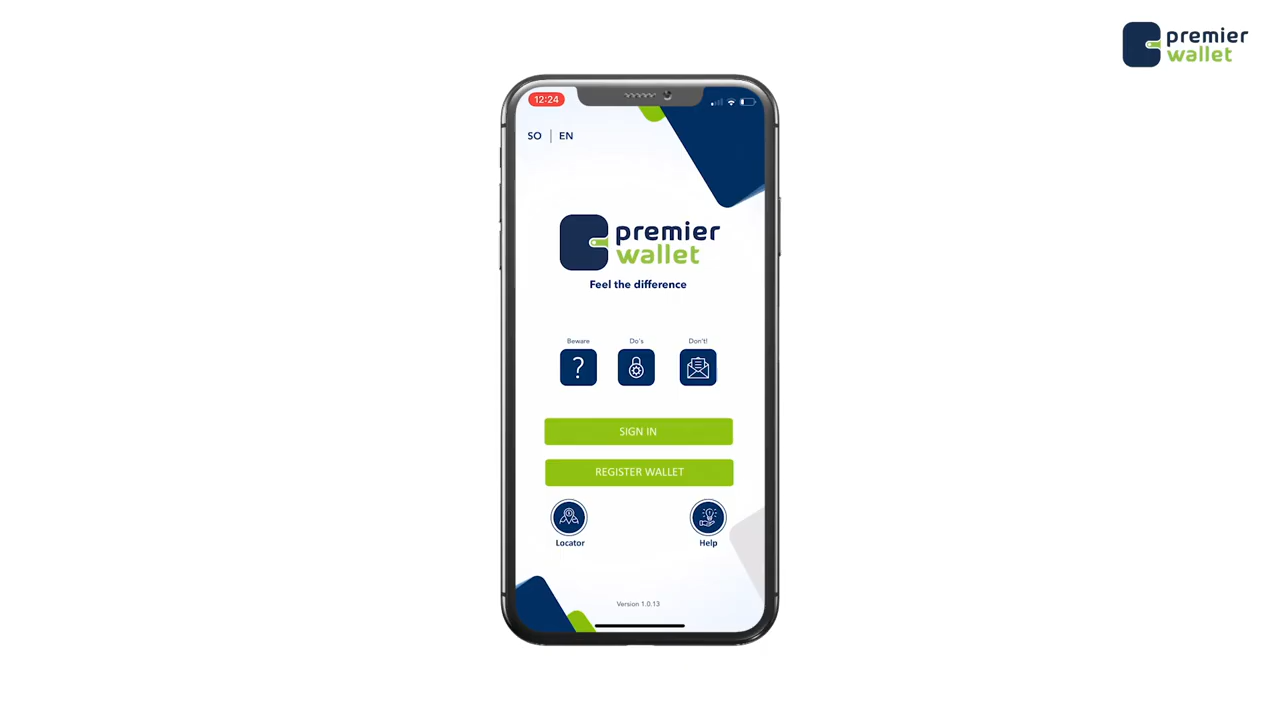 premier
wallet
12:24
SO | EN
premier
wallet
Feel the difference
Beware
Do's
Don't!
?
SIGN IN
REGISTER WALLET
Locator
Help
Version 1.0.13